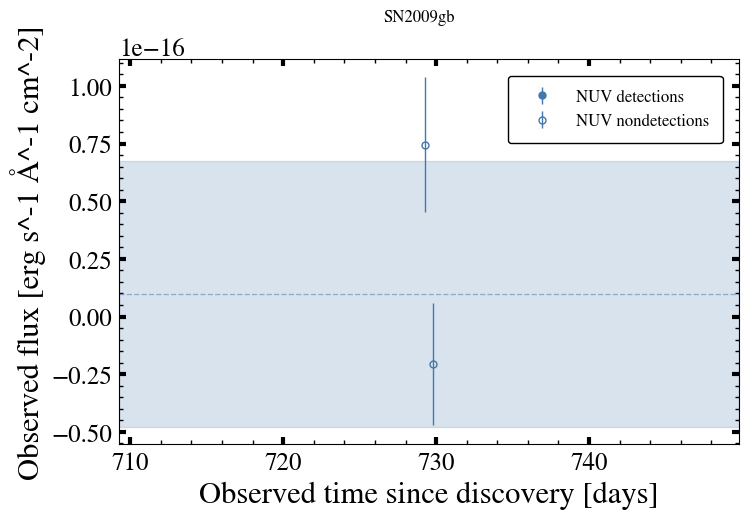 SN2009gb
1e−16
Observed flux [erg s^-1 Å^-1 cm^-2]
1.00
0.75
0.50
0.25
0.00
−0.25
−0.50
NUV detections
NUV nondetections
710 720 730 740
Observed time since discovery [days]